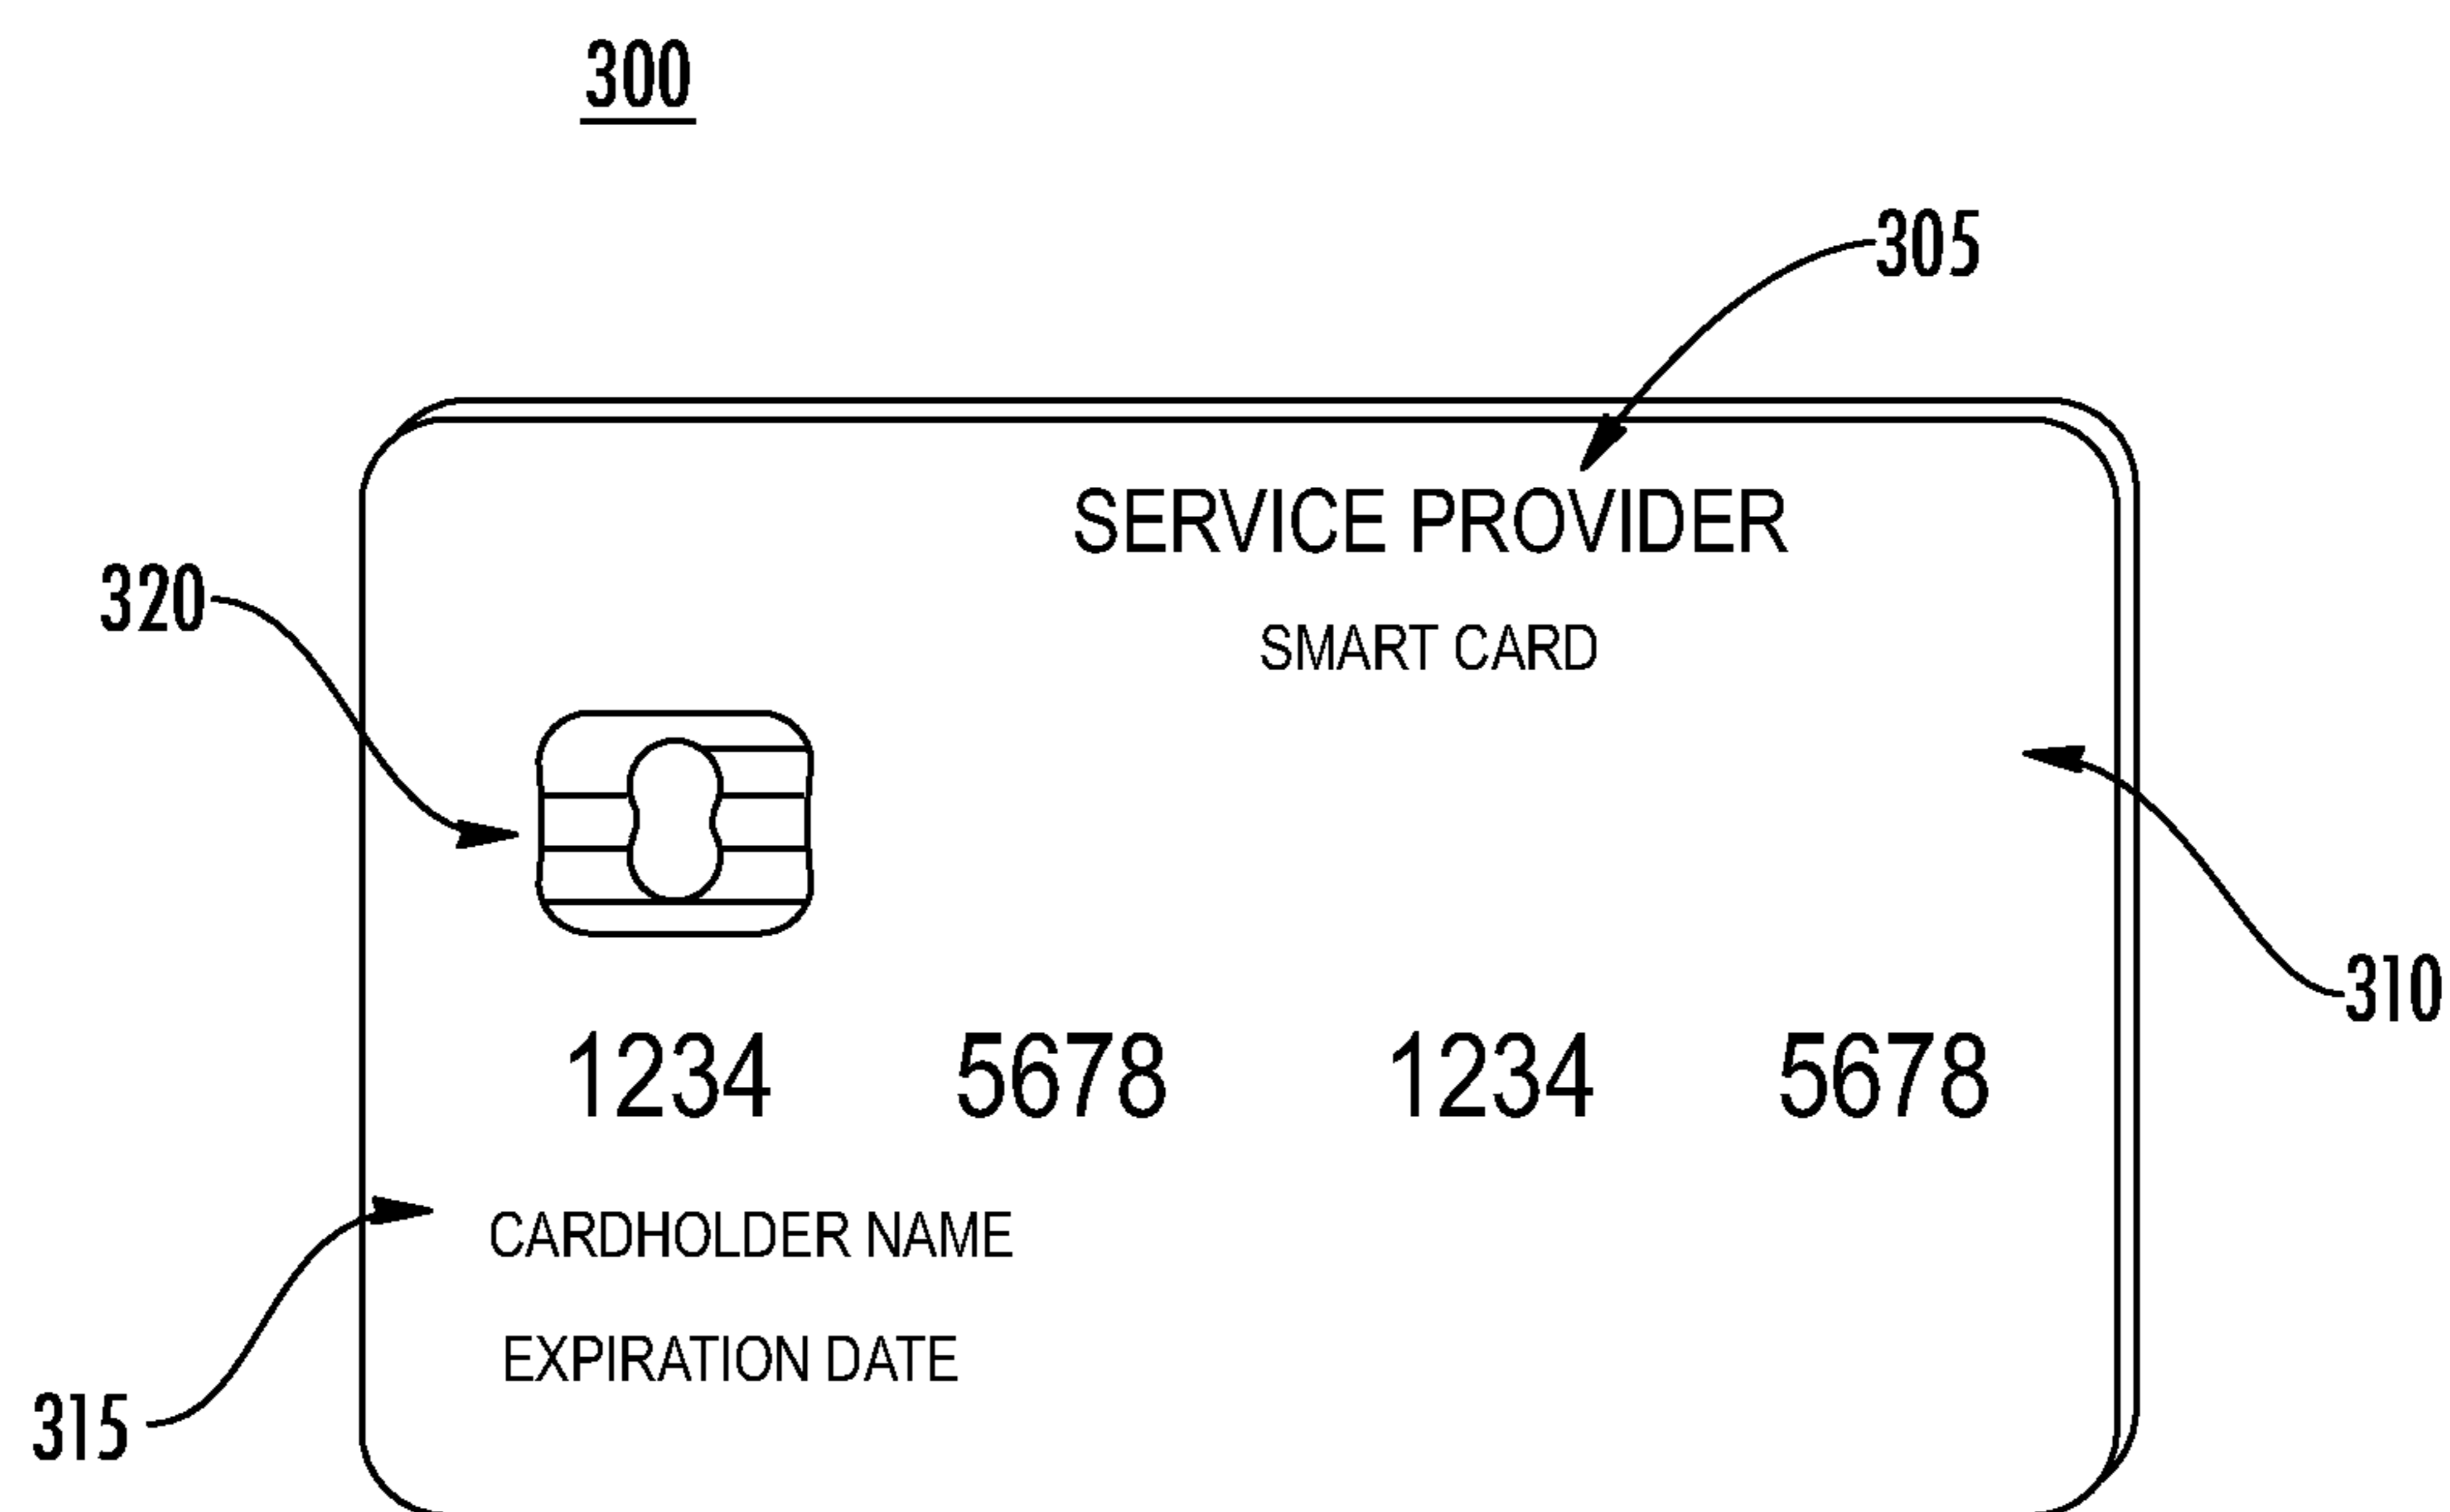 300
305
SERVICE PROVIDER
320
SMART CARD
310
1234 5678 1234 5678
CARDHOLDER NAME
EXPIRATION DATE
315